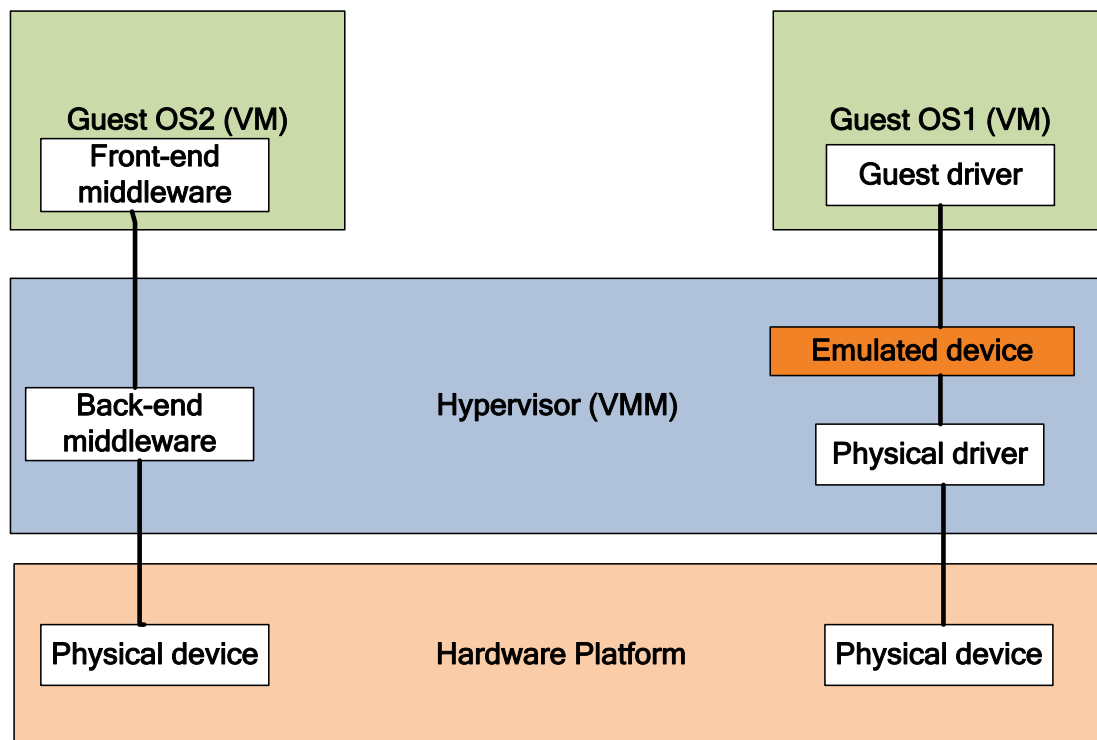 Guest OS2 (VM)
Front-end
middleware
Guest OS1 (VM)
Guest driver
Emulated device
Back-end
middleware
Hypervisor (VMM)
Physical driver
Physical device
Hardware Platform
Physical device